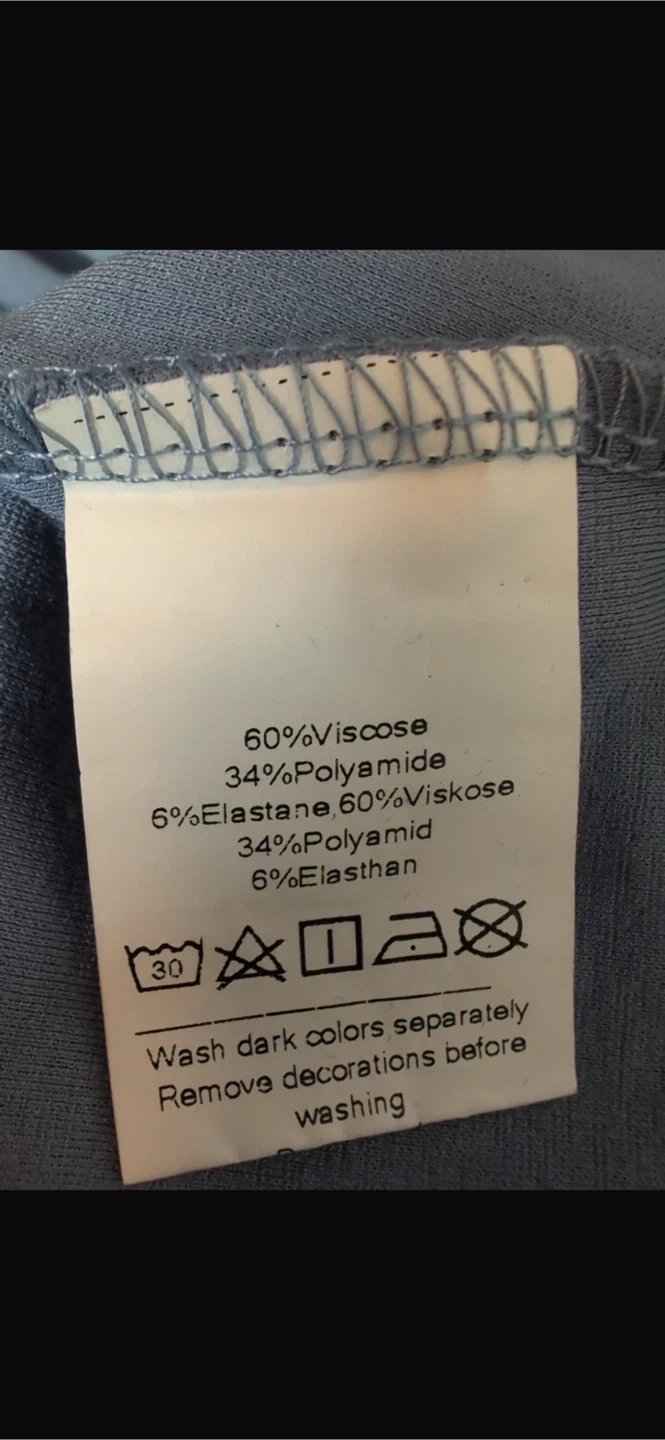 60%Viscose
34%Polyamide
6%Elastane,60%Viskose
34%Polyamid
6%Elasthan
30
Wash dark colors separately
Remove decorations before
washing